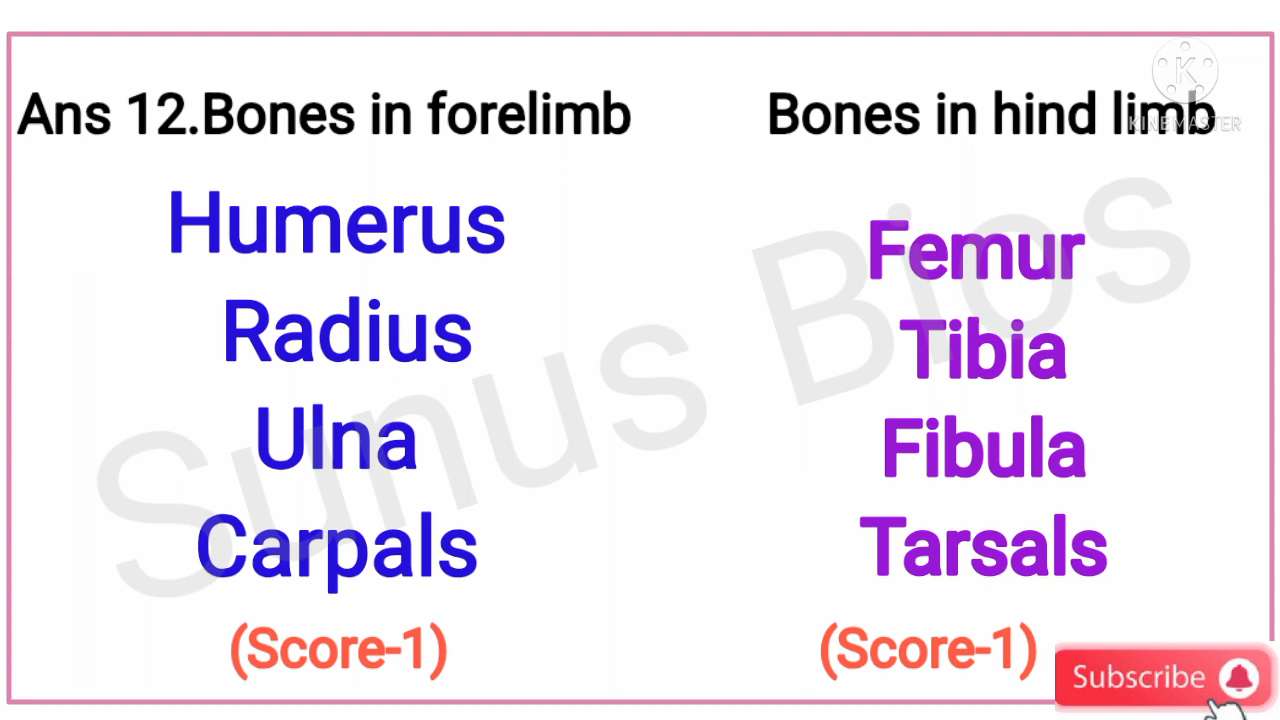 Ans 12.Bones in forelimb
Humerus
Radius
Ulna
Carpals
(Score-1)
Bones in hind limb
Femur
Tibia
Fibula
Tarsals
(Score-1)
K
KINEMASTER
Sunus Bios
Subscribe